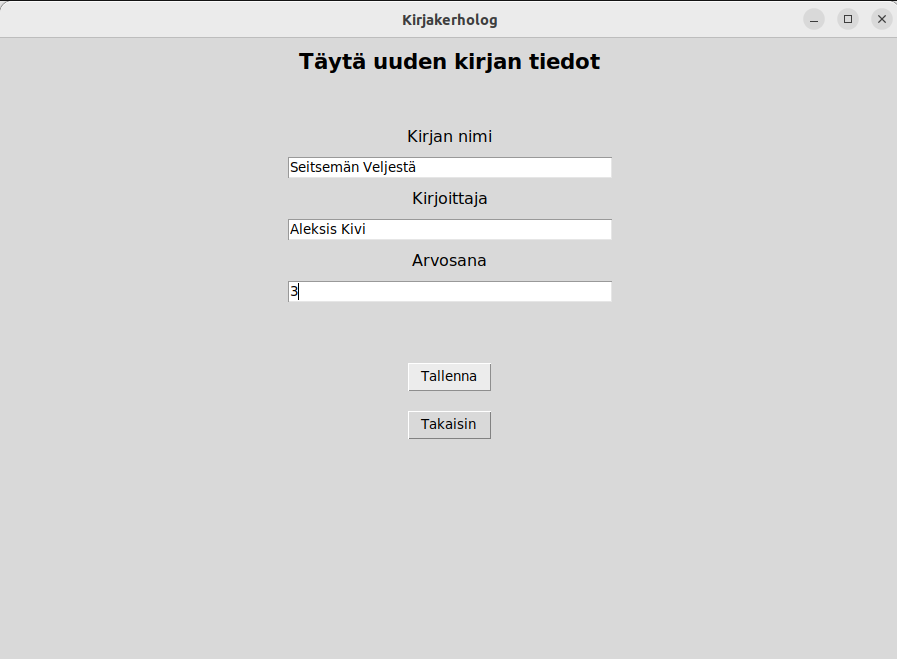 Kirjakerholog
Täytä uuden kirjan tiedot
Kirjan nimi
Seitsemän Veljestä
Kirjoittaja
Aleksis Kivi
Arvosana
3
Tallenna
Takaisin